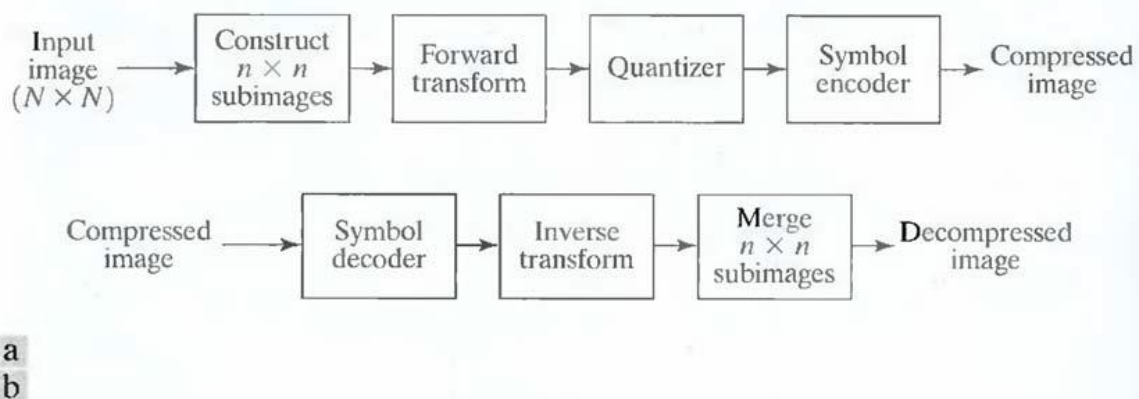 Input
image
(N × N)
Construct
n × n
subimages
Forward
transform
Quantizer
Symbol
encoder
Compressed
image
Compressed
image
Symbol
decoder
Inverse
transform
Merge
n × n
subimages
Decompressed
image
a
b